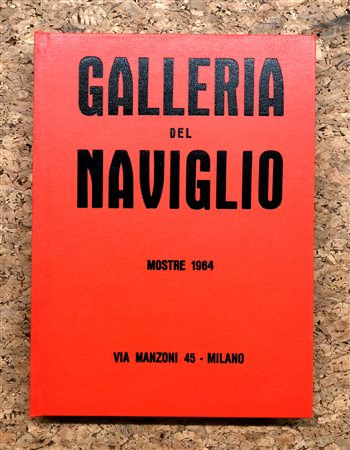 GALLERIA
DEL
NAVIGLIO
MOSTRE 1964
VIA MANZONI 45 - MILANO